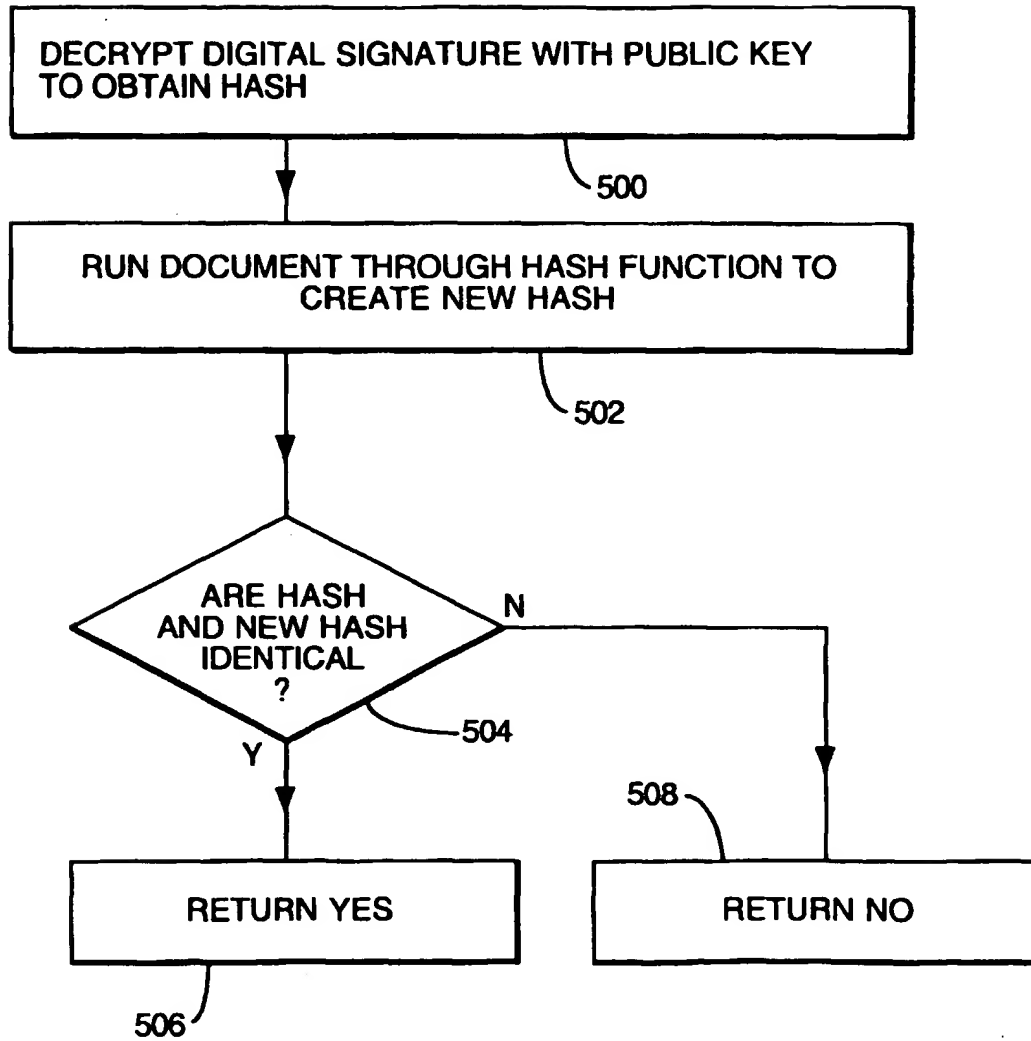 DECRYPT DIGITAL SIGNATURE WITH PUBLIC KEY
TO OBTAIN HASH
500
RUN DOCUMENT THROUGH HASH FUNCTION TO
CREATE NEW HASH
502
ARE HASH
AND NEW HASH
IDENTICAL
?
N
504
Y
508
RETURN YES
RETURN NO
506